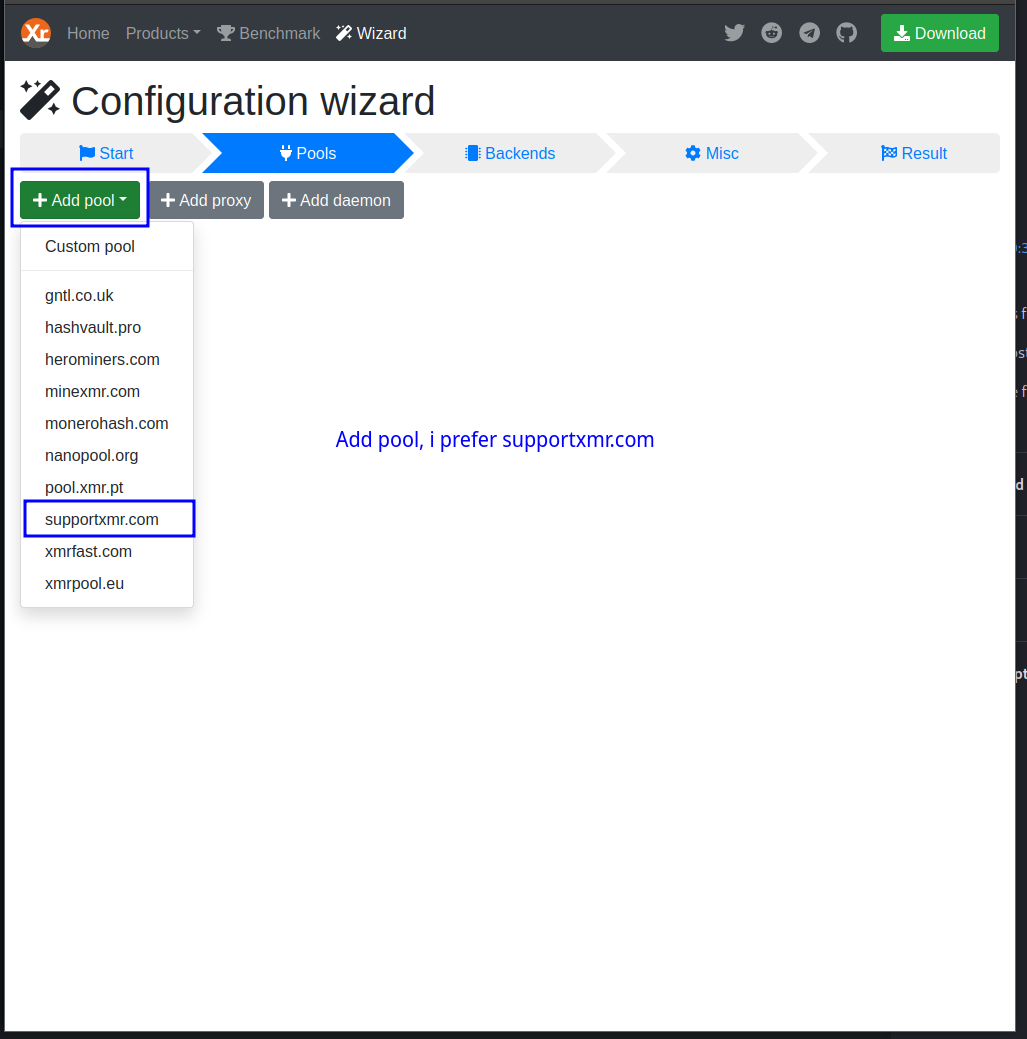 Xr Home Products Benchmark Wizard Download
Configuration wizard
Start Pools Backends Misc Result
Add pool Add proxy Add daemon
Custom pool
gntl.co.uk
hashvault.pro
herominers.com
minexmr.com
monerohash.com
Add pool, i prefer supportxmr.com
nanopool.org
pool.xmr.pt
supportxmr.com
xmrfast.com
xmrpool.eu